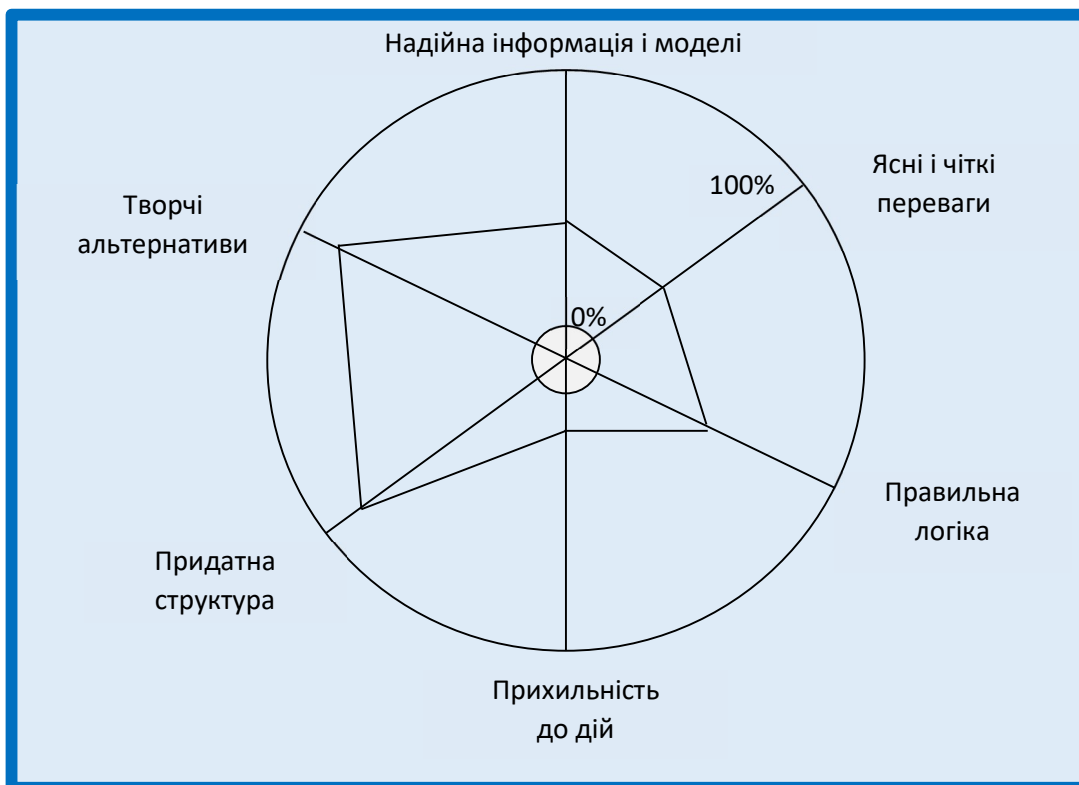 Надійна інформація і моделі
Ясні і чіткі
переваги
100%
Творчі
альтернативи
0%
Правильна
логіка
Придатна
структура
Прихильність
до дій